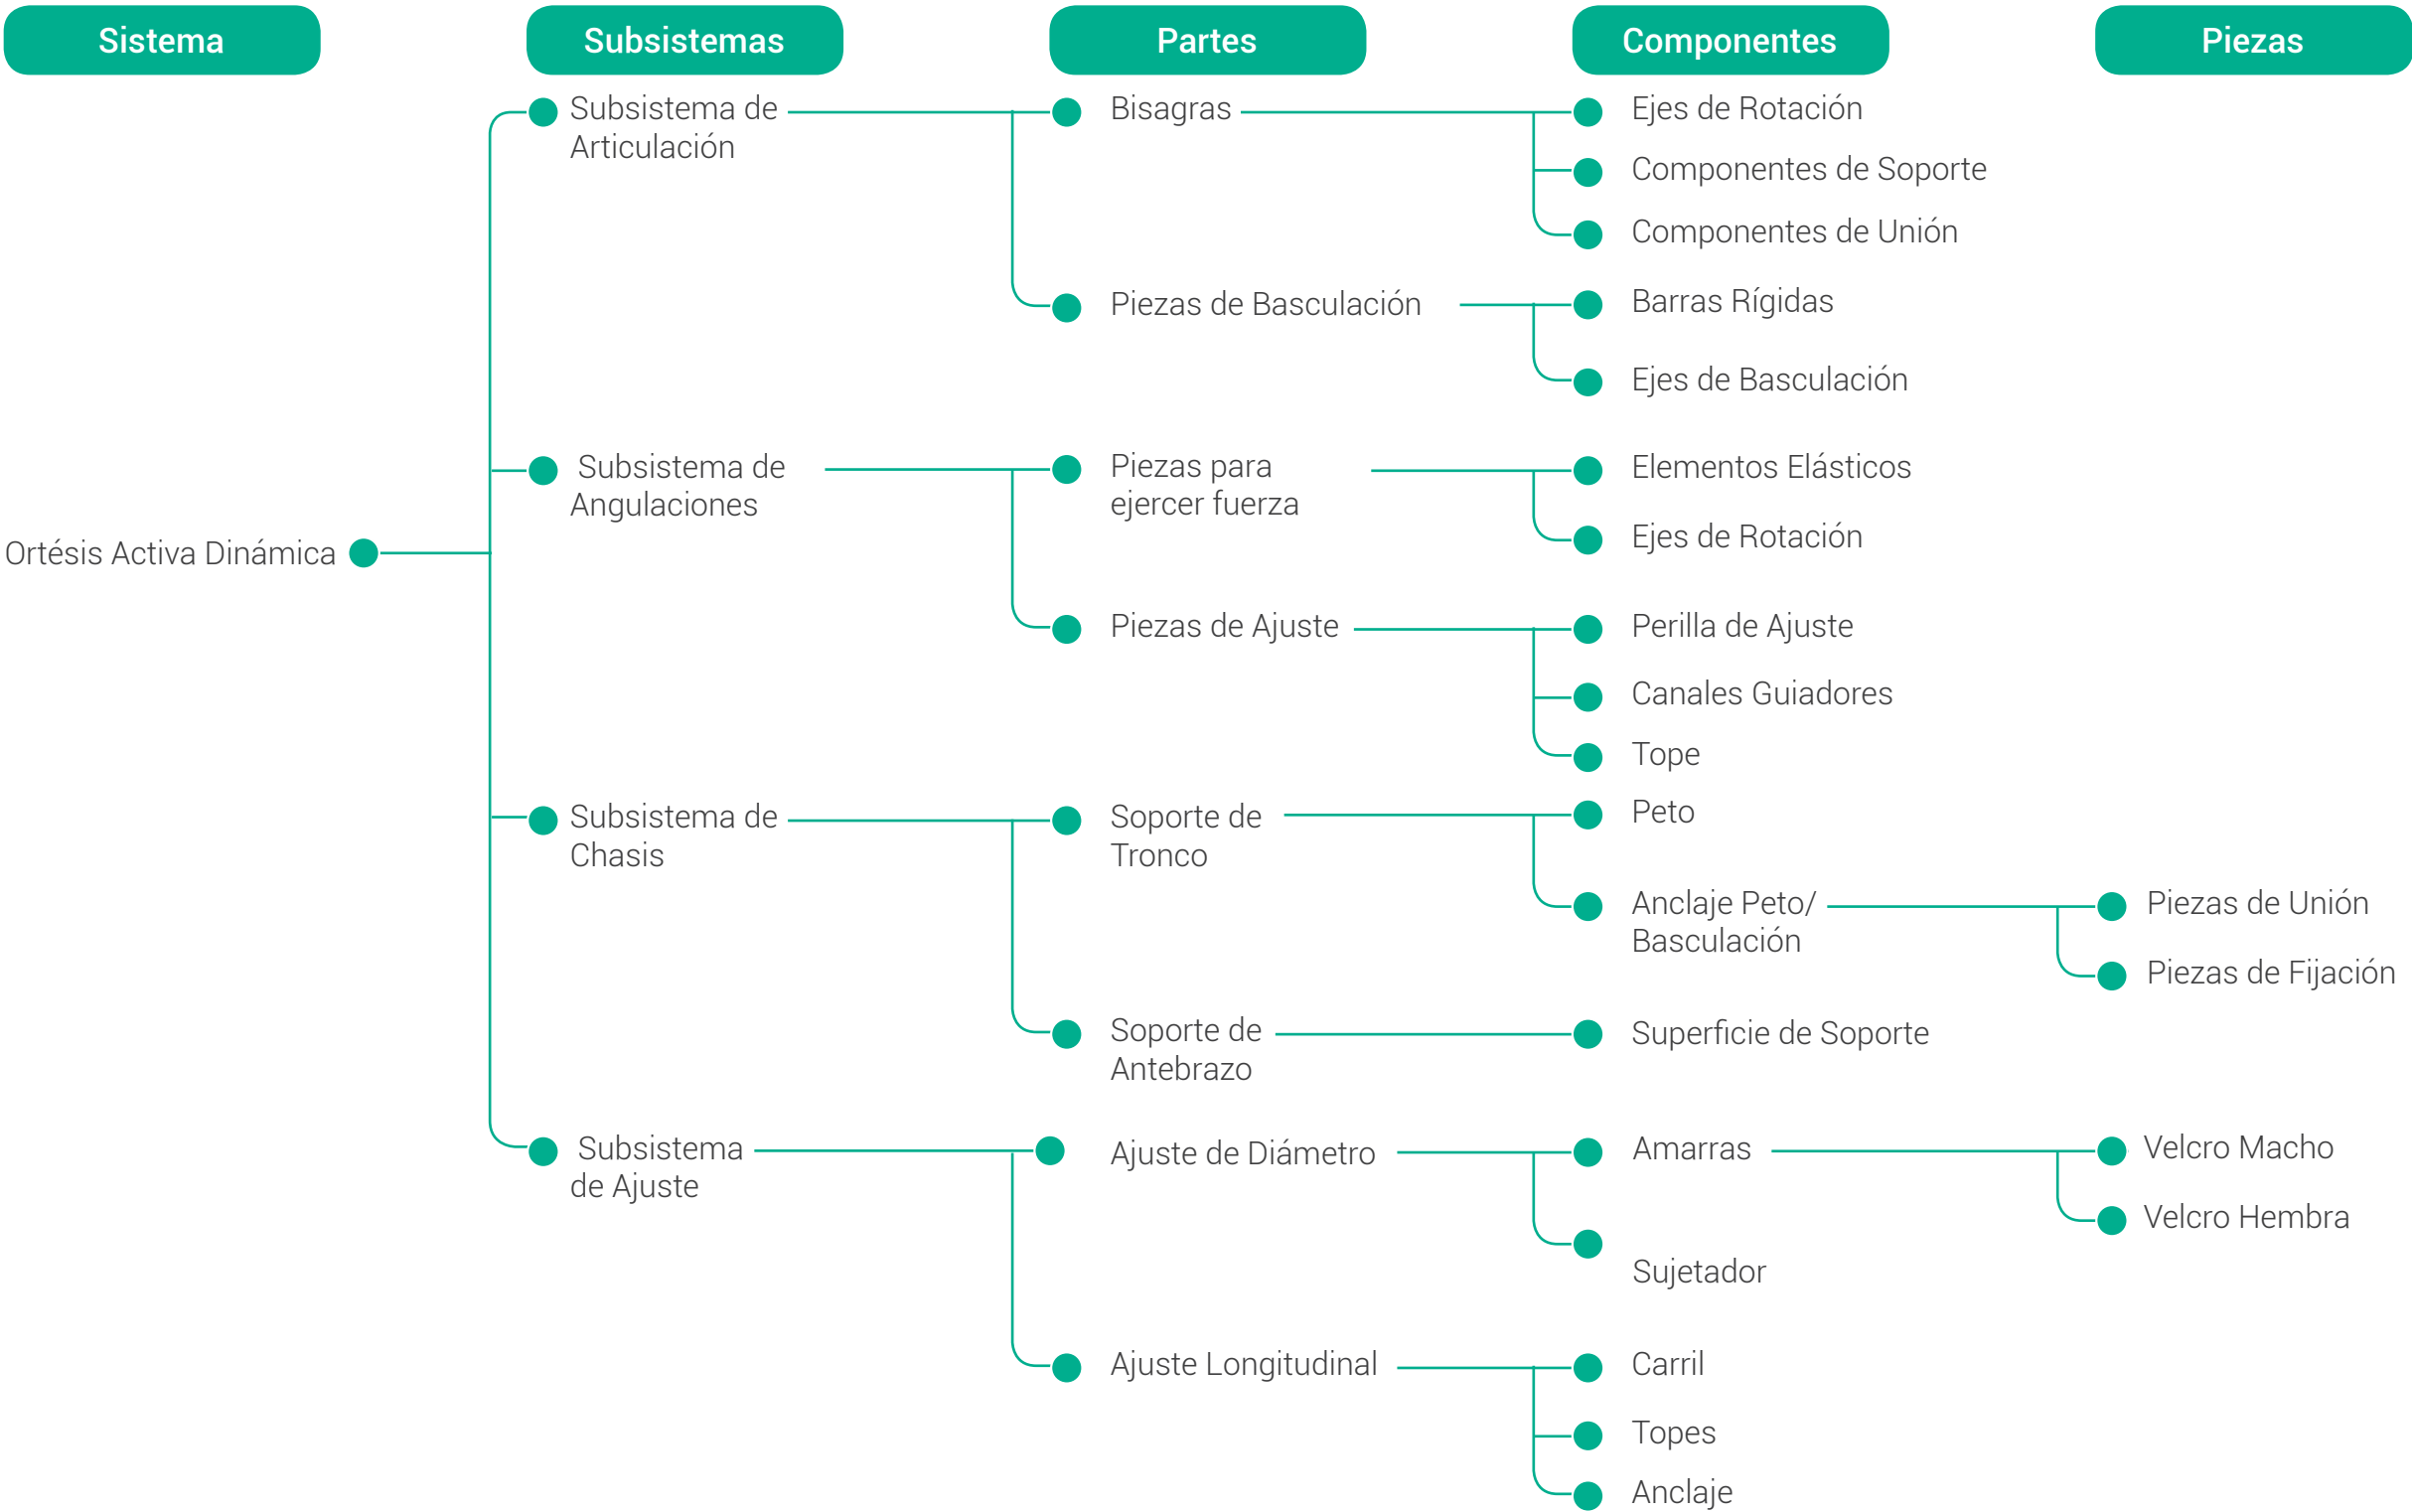 Sistema
Subsistemas
Partes
Componentes
Piezas
Ortésis Activa Dinámica
Subsistema de
Articulación
Bisagras
Ejes de Rotación
Componentes de Soporte
Componentes de Unión
Piezas de Basculación
Barras Rígidas
Ejes de Basculación
Subsistema de
Angulaciones
Piezas para
ejercer fuerza
Elementos Elásticos
Ejes de Rotación
Piezas de Ajuste
Perilla de Ajuste
Canales Guiadores
Tope
Subsistema de
Chasis
Soporte de
Tronco
Peto
Anclaje Peto/
Basculación
Piezas de Unión
Piezas de Fijación
Soporte de
Antebrazo
Superficie de Soporte
Subsistema
de Ajuste
Ajuste de Diámetro
Amarras
Velcro Macho
Velcro Hembra
Sujetador
Ajuste Longitudinal
Carril
Topes
Anclaje